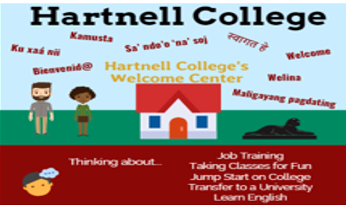 Hartnell College
Kamusta
Ku xaá nii
Sa' ndo'o 'na' soj
स्वागत हे
Welcome
Bienvenid@
Hartnell College's
Welcome Center
Welina
Maligayang pagdating
Thinking about...
Job Training
Taking Classes for Fun
Jump Start on College
Transfer to a University
Learn English